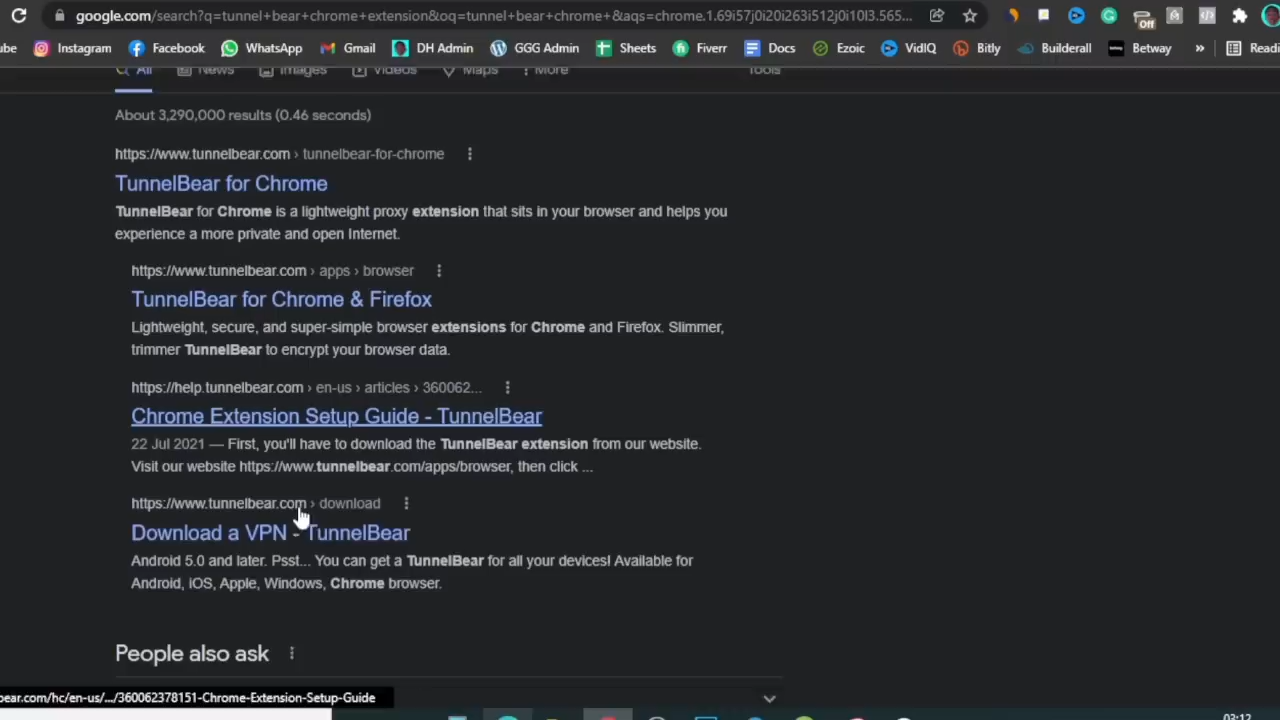 google.com/search?q=tunnel+bear+chrome+extension&oq=tunnel+bear+chrome+&aqs=chrome.1.69i57j0i20i263i512j0i10l3.565...
Off
ube Instagram Facebook WhatsApp Gmail DH Admin GGG Admin Sheets Fiverr Docs Ezoic VidIQ Bitly Builderall Betway » Readi
All News Images Videos Maps More Tools
About 3,290,000 results (0.46 seconds)
https://www.tunnelbear.com › tunnelbear-for-chrome
TunnelBear for Chrome
TunnelBear for Chrome is a lightweight proxy extension that sits in your browser and helps you
experience a more private and open Internet.
https://www.tunnelbear.com › apps › browser
TunnelBear for Chrome & Firefox
Lightweight, secure, and super-simple browser extensions for Chrome and Firefox. Slimmer,
trimmer TunnelBear to encrypt your browser data.
https://help.tunnelbear.com › en-us › articles › 360062...
Chrome Extension Setup Guide - TunnelBear
22 Jul 2021 — First, you'll have to download the TunnelBear extension from our website.
Visit our website https://www.tunnelbear.com/apps/browser, then click ...
https://www.tunnelbear.com › download
Download a VPN - TunnelBear
Android 5.0 and later. Psst... You can get a TunnelBear for all your devices! Available for
Android, iOS, Apple, Windows, Chrome browser.
People also ask
bear.com/hc/en-us/.../360062378151-Chrome-Extension-Setup-Guide
03:12